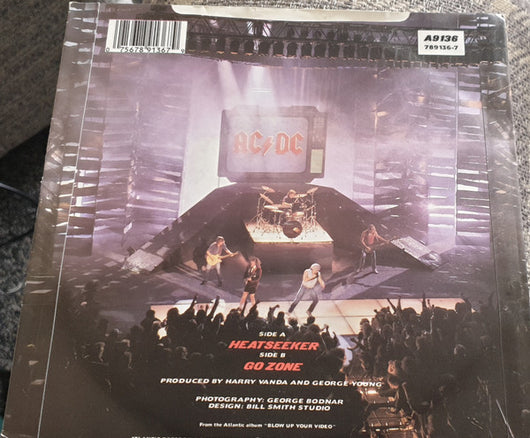 A9136
789136-7
0 75678 91367
AC/DC
SIDE A
HEATSEEKER
SIDE B
GO ZONE
PRODUCED BY HARRY VANDA AND GEORGE YOUNG
PHOTOGRAPHY: GEORGE BODNAR
DESIGN: BILL SMITH STUDIO
From the Atlantic album "BLOW UP YOUR VIDEO"